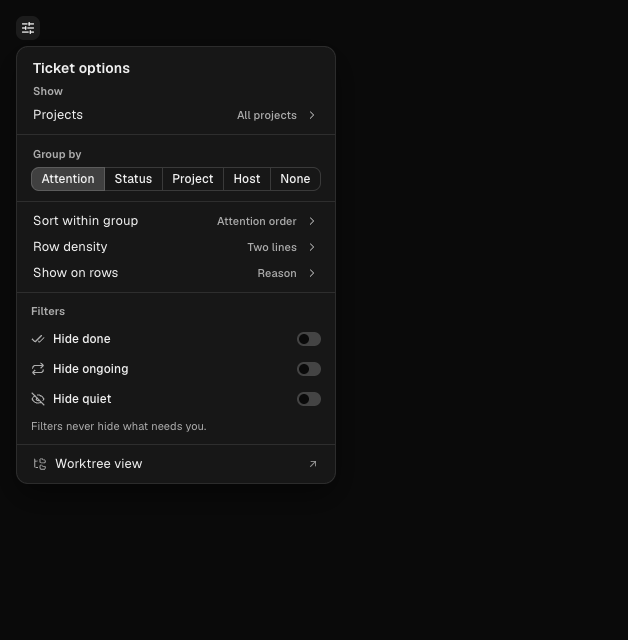 Ticket options
Show
Projects All projects
Group by
Attention Status Project Host None
Sort within group Attention order
Row density Two lines
Show on rows Reason
Filters
Hide done
Hide ongoing
Hide quiet
Filters never hide what needs you.
Worktree view